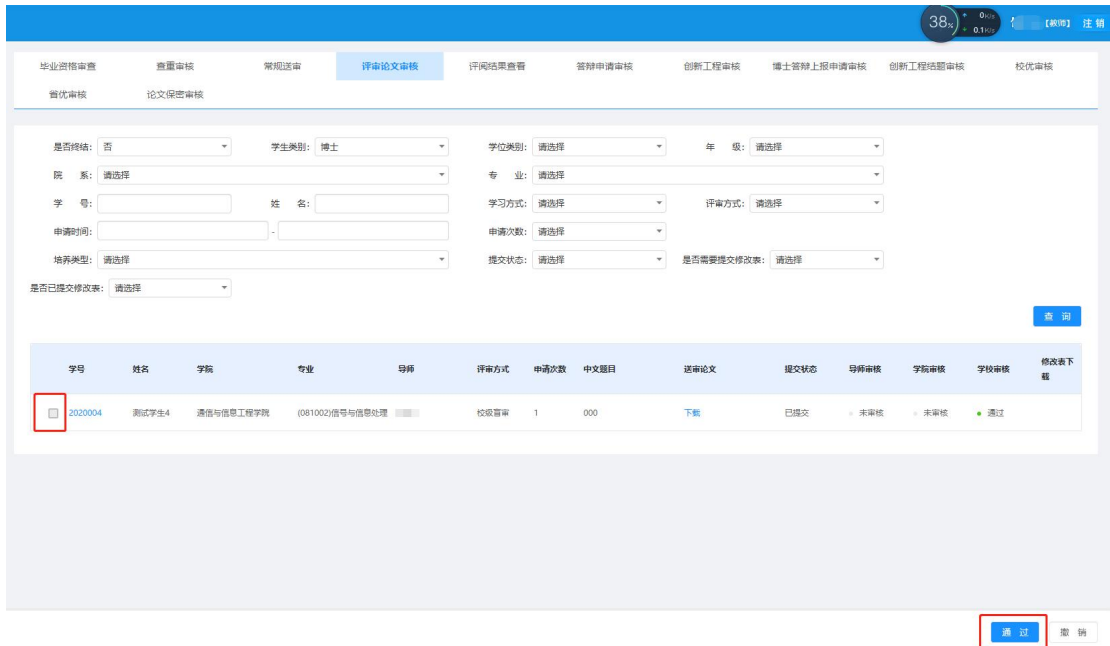 38% ↑ 0K/s 【教师】 注 销
↓ 0.1K/s
毕业资格审查 查重审核 常规送审 评审论文审核 评阅结果查看 答辩申请审核 创新工程审核 博士答辩上报申请审核 创新工程结题审核 校优审核
省优审核 论文保密审核
是否终结: 否 学生类别: 博士 学位类别: 请选择 年 级: 请选择
院 系: 请选择 专 业: 请选择
学 号: 姓 名: 学习方式: 请选择 评审方式: 请选择
申请时间: - 申请次数: 请选择
培养类型: 请选择 提交状态: 请选择 是否需要提交修改表: 请选择
是否已提交修改表: 请选择
查 询
学号 姓名 学院 专业 导师 评审方式 申请次数 中文题目 送审论文 提交状态 导师审核 学院审核 学校审核 修改表下
载
2020004 测试学生4 通信与信息工程学院 (081002)信号与信息处理 校级盲审 1 000 下载 已提交 未审核 未审核 通过
通 过 撤 销